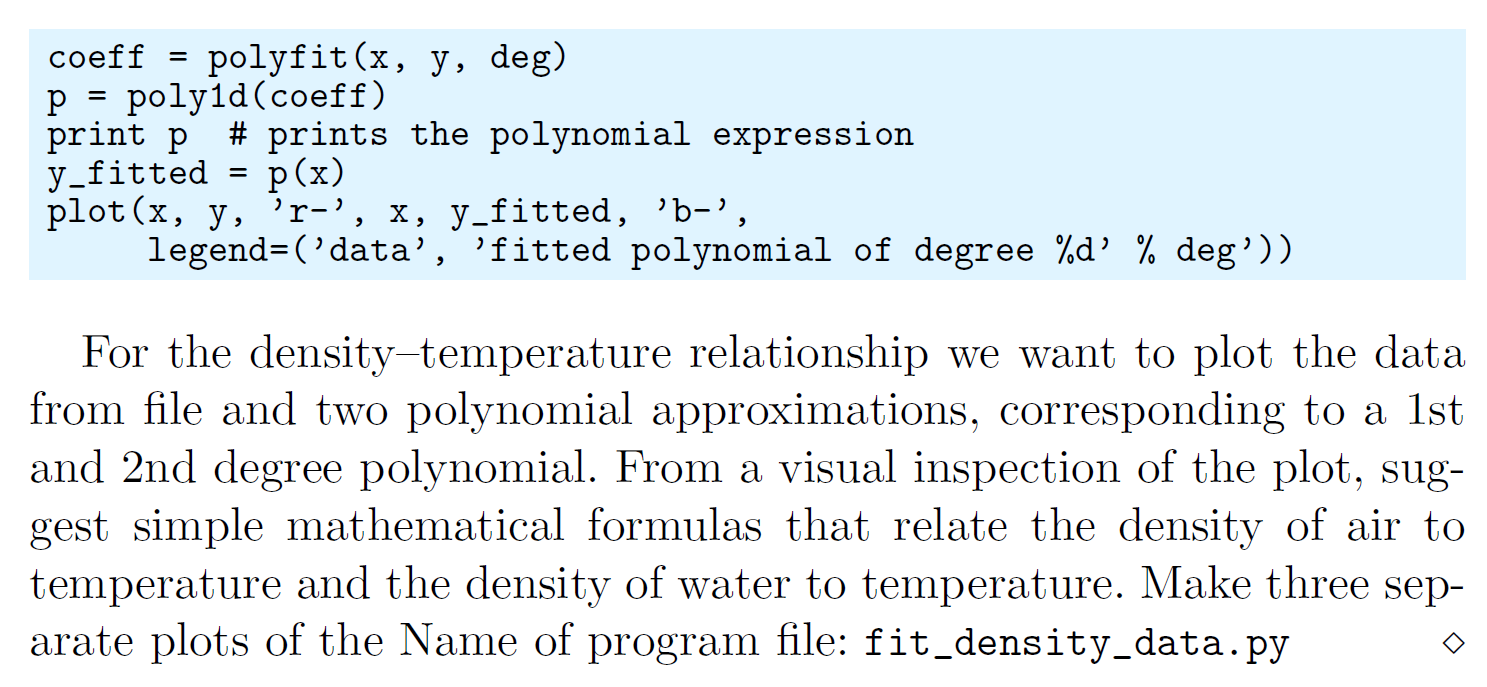 coeff = polyfit(x, y, deg)
p = poly1d(coeff)
print p  # prints the polynomial expression
y_fitted = p(x)
plot(x, y, ’r-’, x, y_fitted, ’b-’,
     legend=(’data’, ’fitted polynomial of degree %d’ % deg’))
For the density–temperature relationship we want to plot the data
from file and two polynomial approximations, corresponding to a 1st
and 2nd degree polynomial. From a visual inspection of the plot, sug-
gest simple mathematical formulas that relate the density of air to
temperature and the density of water to temperature. Make three sep-
arate plots of the Name of program file: fit_density_data.py ⋄